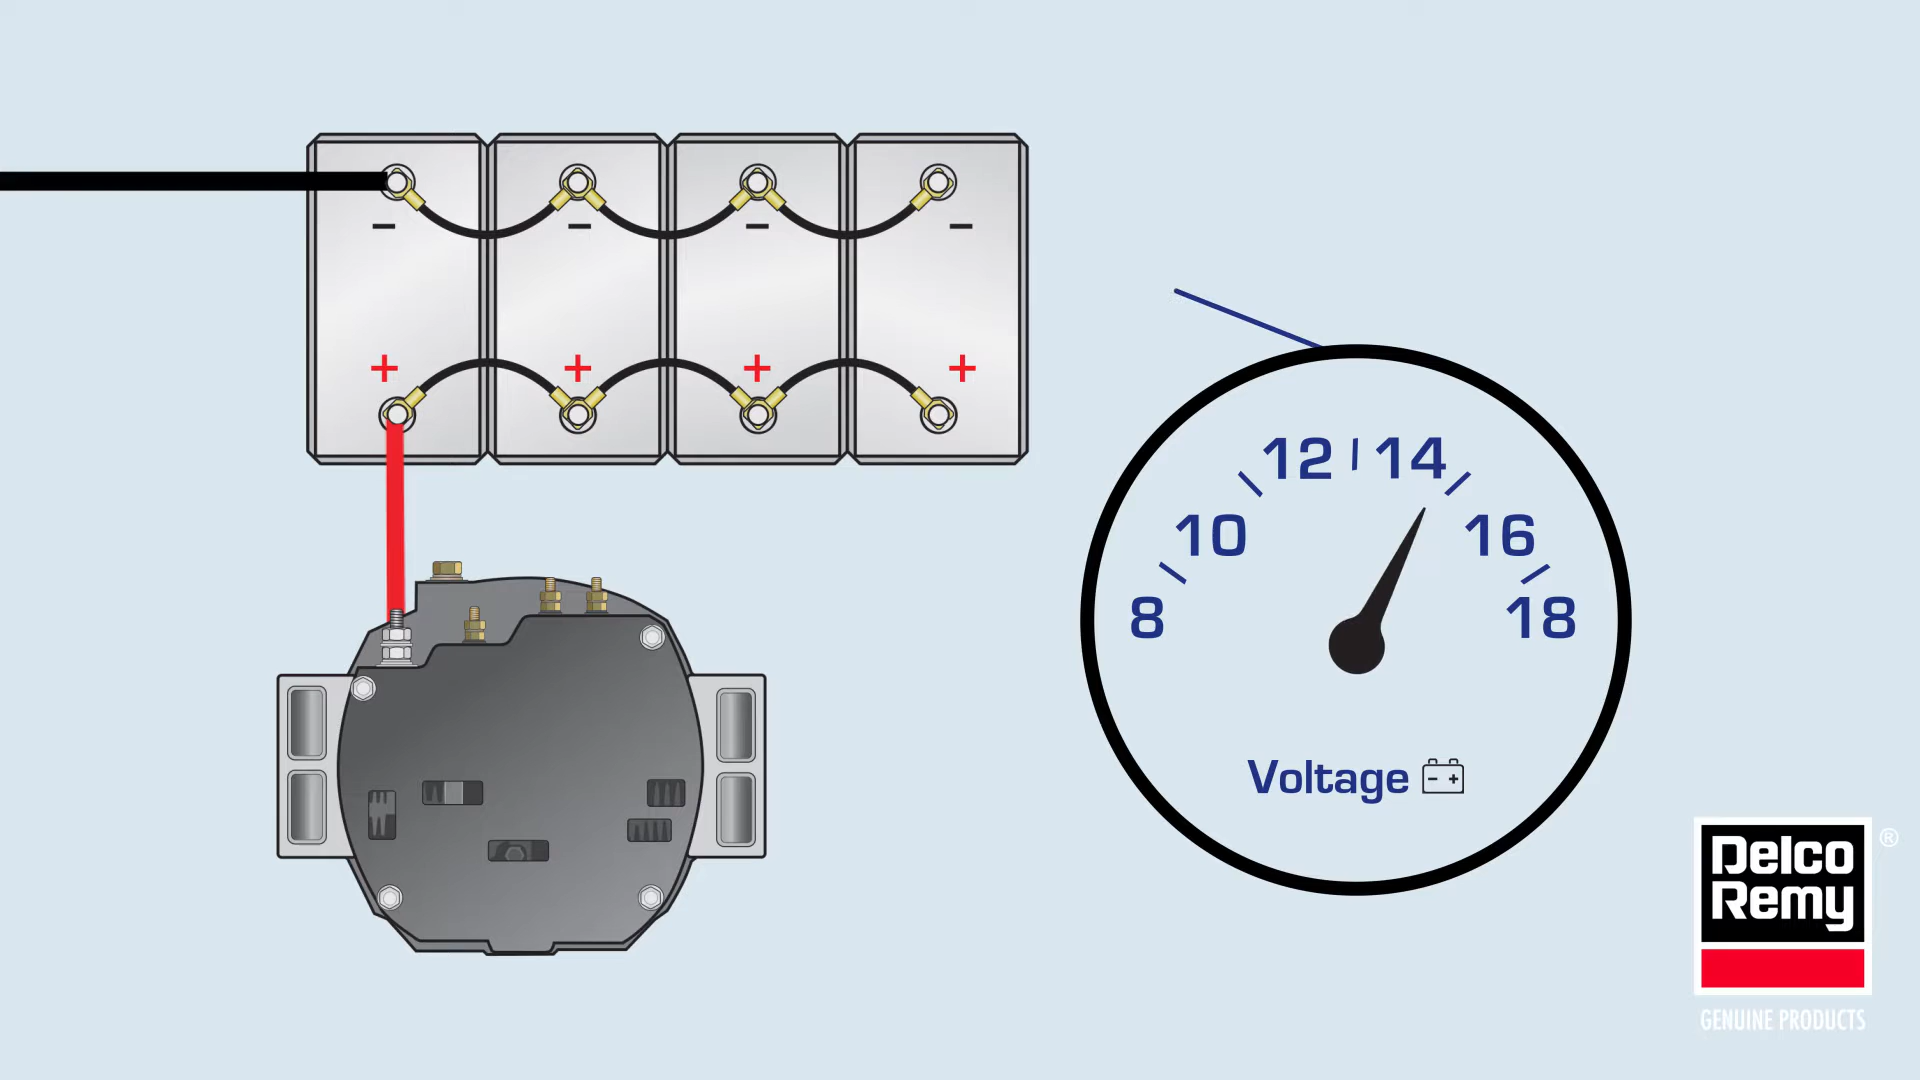 − − − −
+ + + +
8 10 12 14 16 18
Voltage
− +
Delco
Remy
®
GENUINE PRODUCTS